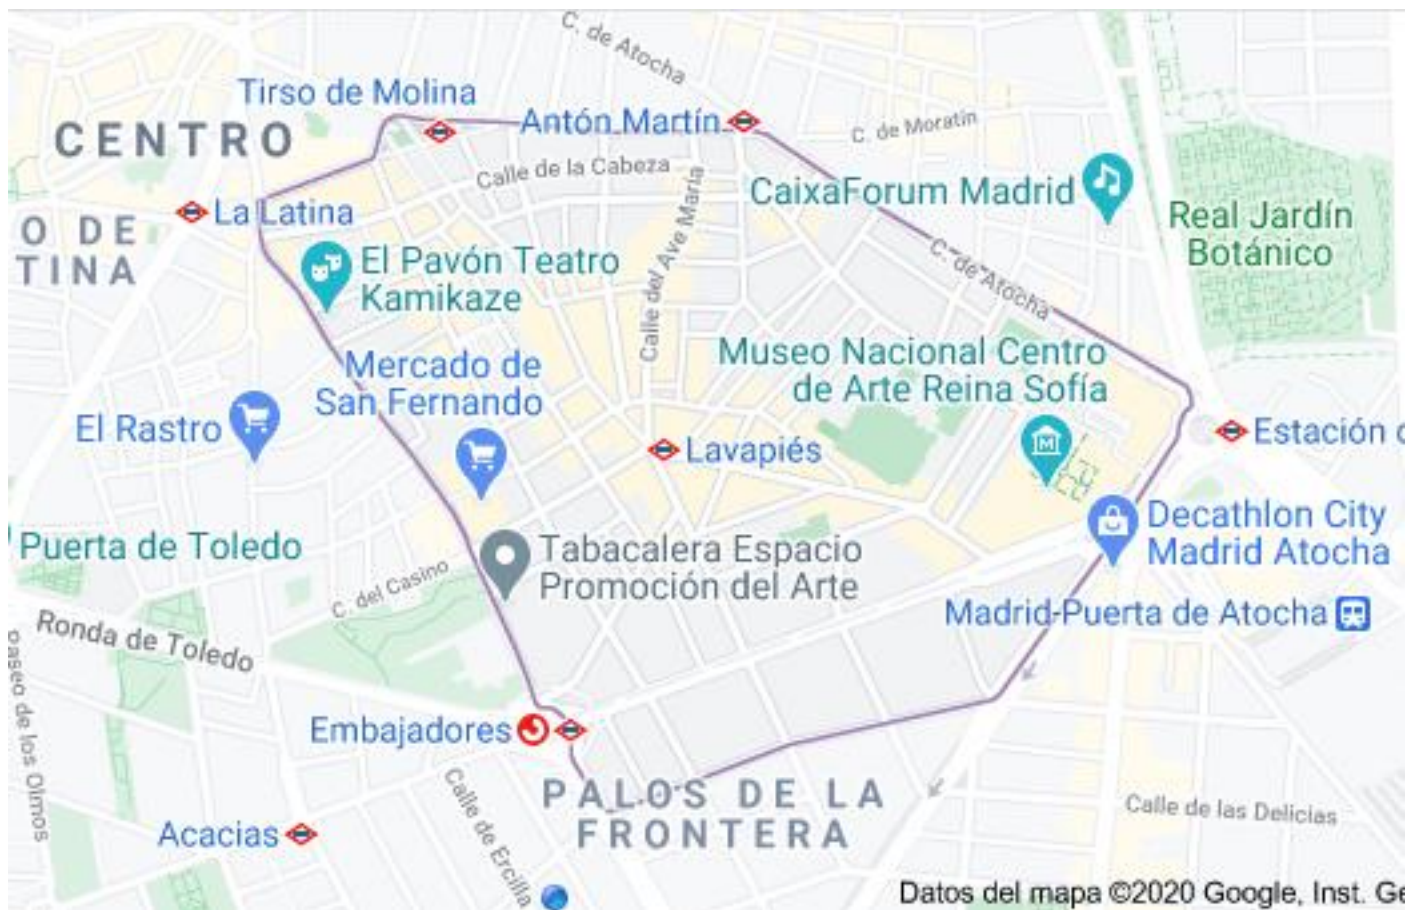 C. de Atocha
Tirso de Molina
Antón Martín
CENTRO
C. de Moratín
Calle de la Cabeza
CaixaForum Madrid
La Latina
O DE
TINA
Calle del Ave María
Real Jardín
Botánico
El Pavón Teatro
Kamikaze
C. de Atocha
Mercado de
San Fernando
Museo Nacional Centro
de Arte Reina Sofía
El Rastro
Lavapiés
Estación
Puerta de Toledo
Tabacalera Espacio
Promoción del Arte
Decathlon City
Madrid Atocha
C. del Casino
Madrid-Puerta de Atocha
Ronda de Toledo
Paseo de los Olmos
Embajadores
PALOS DE LA
FRONTERA
Calle de Ercilla
Calle de las Delicias
Acacias
Datos del mapa ©2020 Google, Inst. Ge